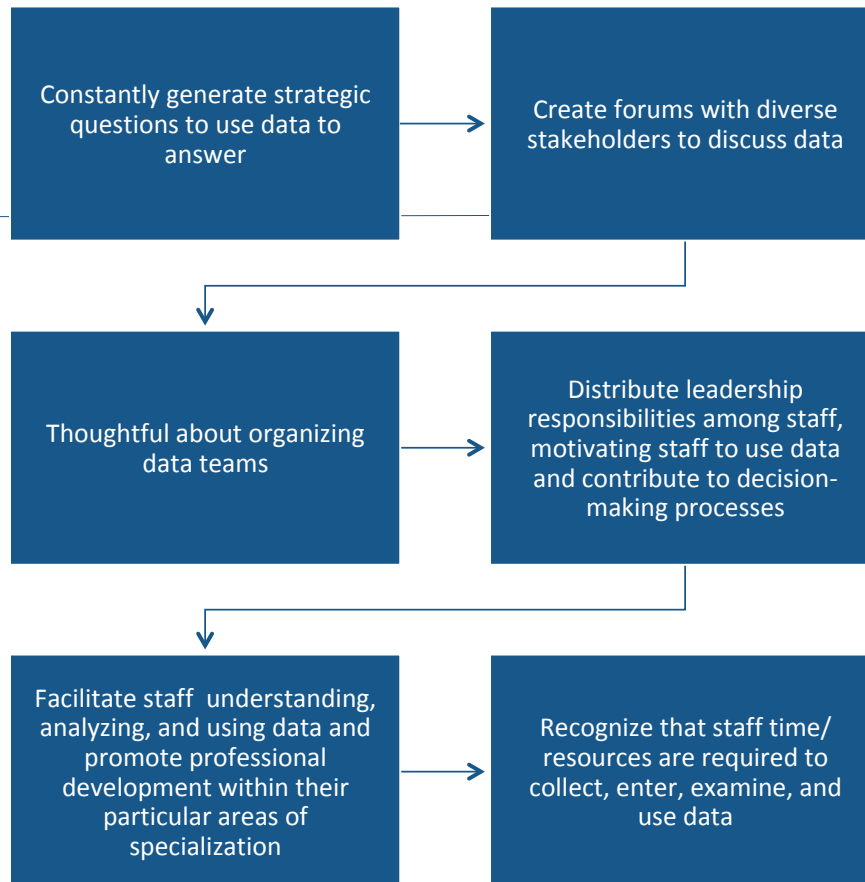 Constantly generate strategic
questions to use data to
answer
Create forums with diverse
stakeholders to discuss data
Thoughtful about organizing
data teams
Distribute leadership
responsibilities among staff,
motivating staff to use data
and contribute to decision-
making processes
Facilitate staff  understanding,
analyzing, and using data and
promote professional
development within their
particular areas of
specialization
Recognize that staff time/
resources are required to
collect, enter, examine, and
use data